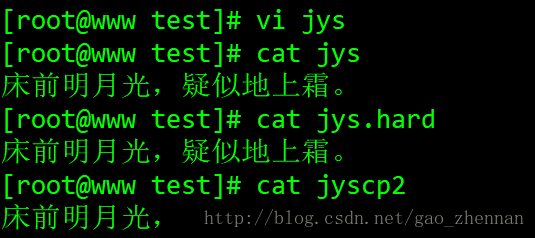 [root@www test]# vi jys
[root@www test]# cat jys
床前明月光，疑似地上霜。
[root@www test]# cat jys.hard
床前明月光，疑似地上霜。
[root@www test]# cat jyscp2
床前明月光， http://blog.csdn.net/gao_zhennan